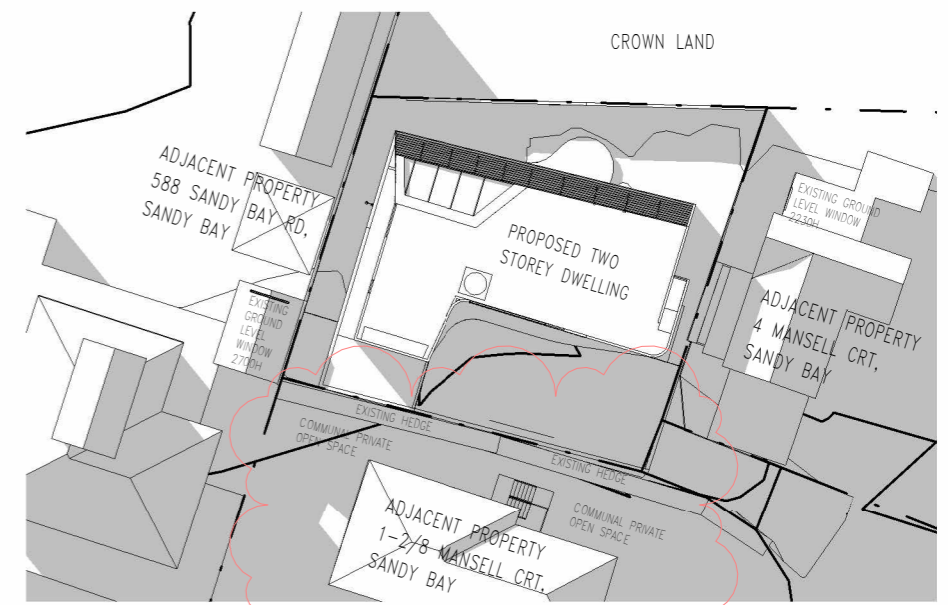 CROWN LAND
ADJACENT PROPERTY
588 SANDY BAY RD,
SANDY BAY
EXISTING GROUND
LEVEL WINDOW
2230H
PROPOSED TWO
STOREY DWELLING
ADJACENT PROPERTY
4 MANSELL CRT,
SANDY BAY
EXISTING
GROUND
LEVEL
WINDOW
2700H
EXISTING HEDGE
COMMUNAL PRIVATE
OPEN SPACE
EXISTING HEDGE
COMMUNAL PRIVATE
OPEN SPACE
ADJACENT PROPERTY
1-2/8 MANSELL CRT,
SANDY BAY